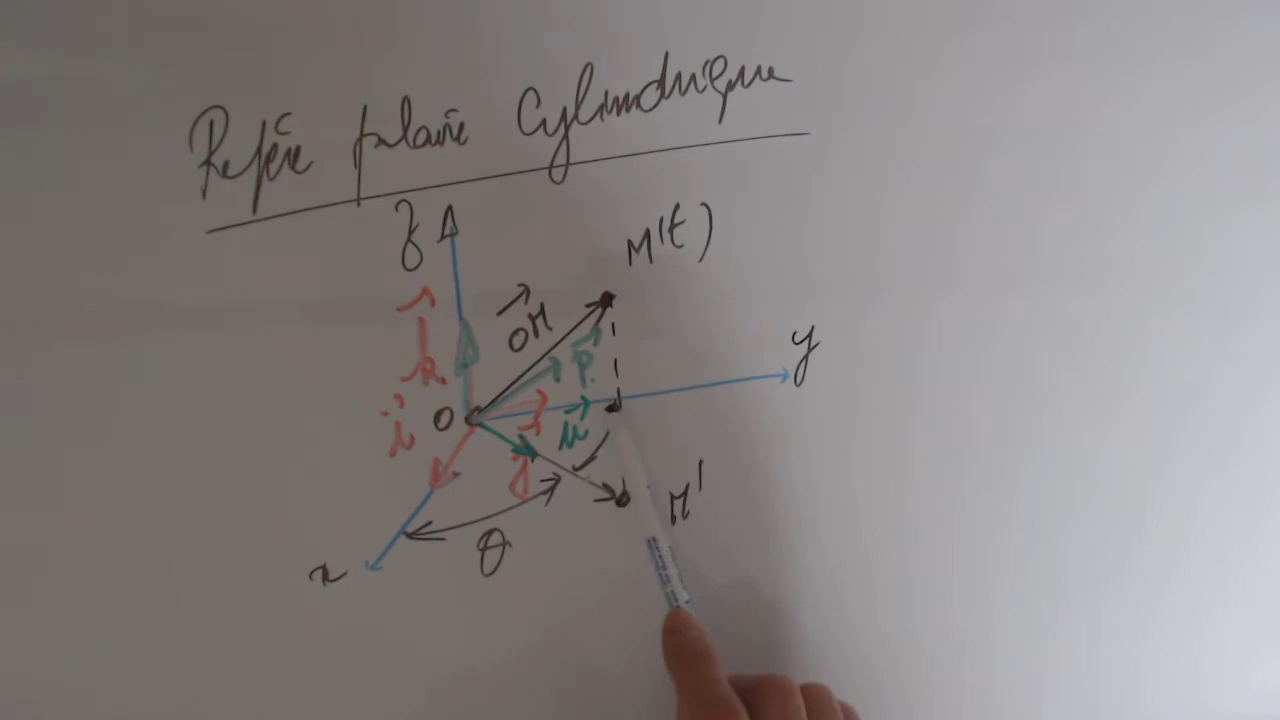 Repère polaire Cylindrique
z
M(t)
OM
k
P
y
i
O
u
j
M'
x
θ